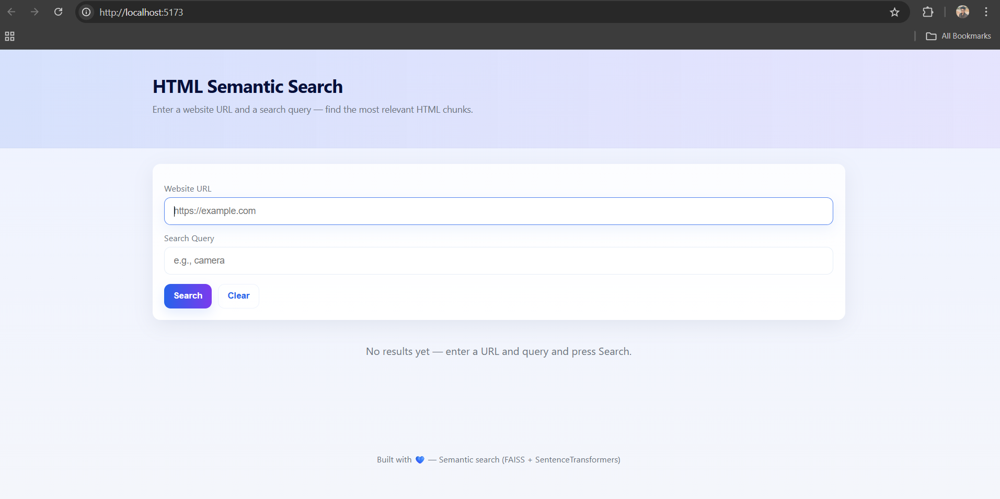 http://localhost:5173
All Bookmarks
HTML Semantic Search
Enter a website URL and a search query — find the most relevant HTML chunks.
Website URL
https://example.com
Search Query
e.g., camera
Search
Clear
No results yet — enter a URL and query and press Search.
Built with 💙 — Semantic search (FAISS + SentenceTransformers)